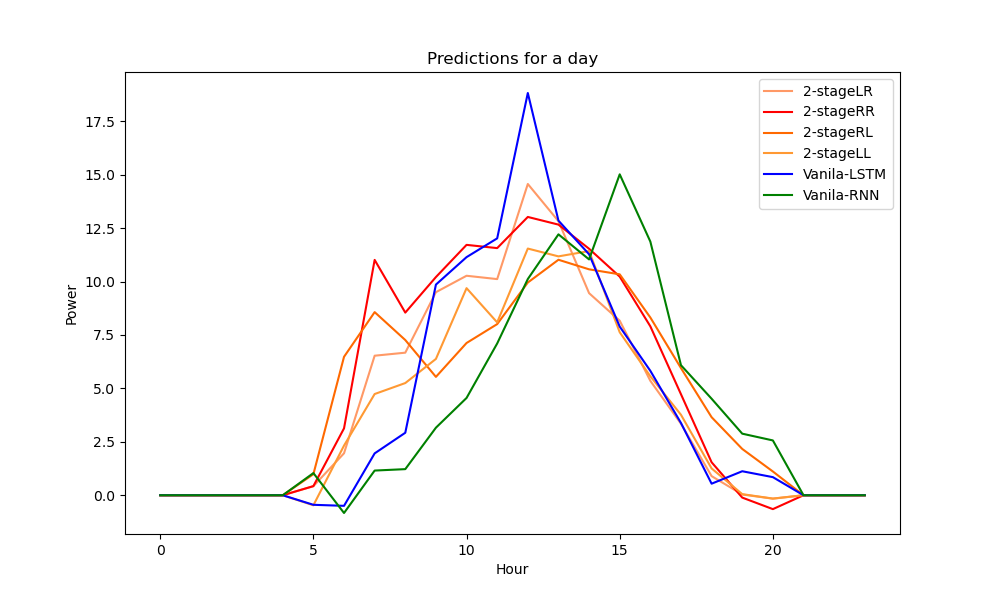 Predictions for a day
2-stageLR
2-stageRR
2-stageRL
2-stageLL
Vanila-LSTM
Vanila-RNN
Power
17.5
15.0
12.5
10.0
7.5
5.0
2.5
0.0
0
5
10
15
20
Hour